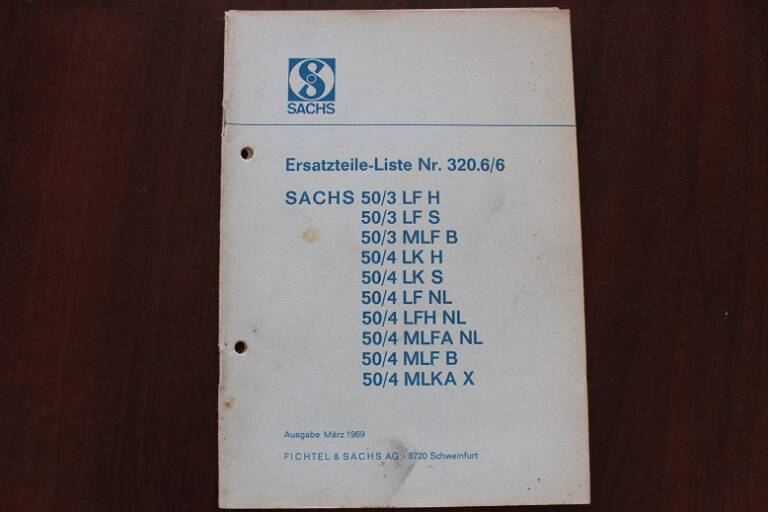 SACHS
Ersatzteile-Liste Nr. 320.6/6
SACHS 50/3 LF H
50/3 LF S
50/3 MLF B
50/4 LK H
50/4 LK S
50/4 LF NL
50/4 LFH NL
50/4 MLFA NL
50/4 MLF B
50/4 MLKA X
Ausgabe März 1969
FICHTEL & SACHS AG · 8720 Schweinfurt